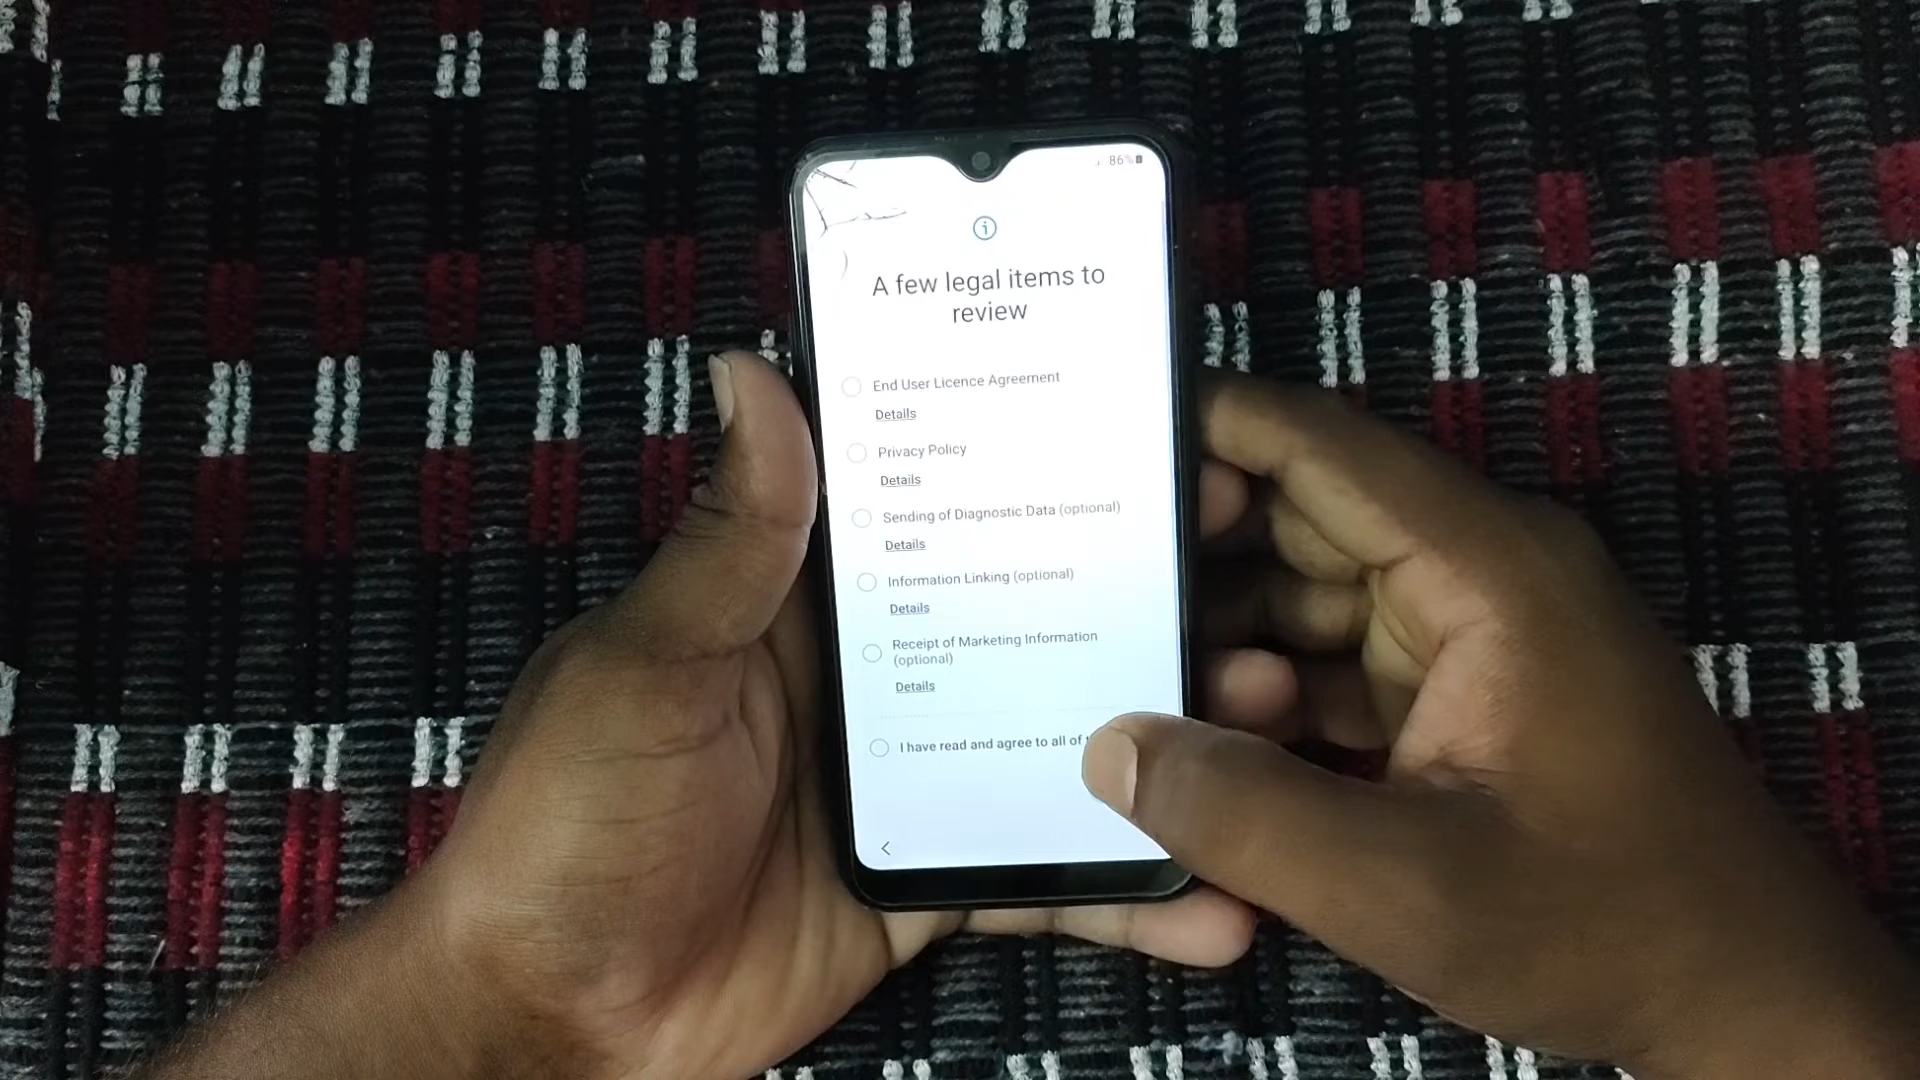 86%
A few legal items to
review
End User Licence Agreement
Details
Privacy Policy
Details
Sending of Diagnostic Data (optional)
Details
Information Linking (optional)
Details
Receipt of Marketing Information
(optional)
Details
I have read and agree to all of